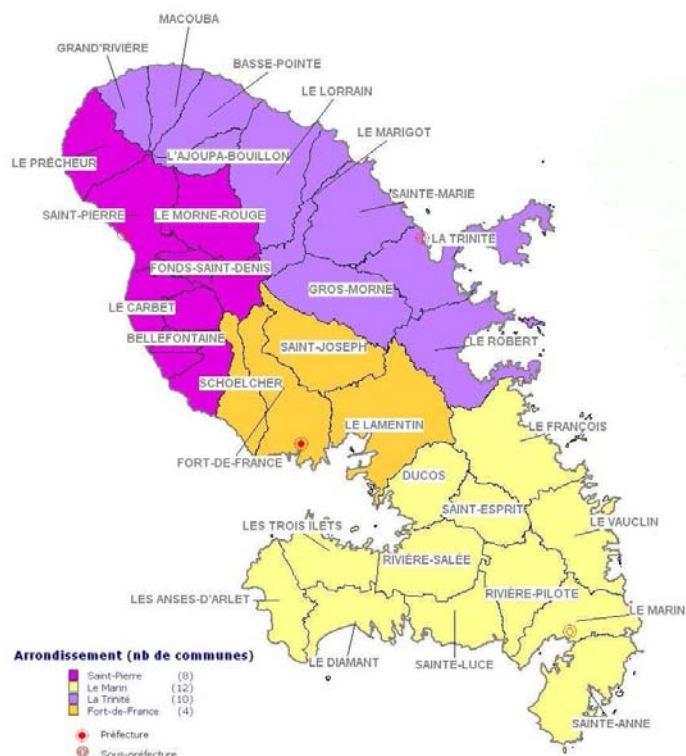 MACOUBA
GRAND'RIVIÈRE
BASSE-POINTE
LE LORRAIN
LE MARIGOT
L'AJOUPA-BOUILLON
LE PRÊCHEUR
SAINTE-MARIE
SAINT-PIERRE
LE MORNE-ROUGE
LA TRINITÉ
FONDS-SAINT-DENIS
GROS-MORNE
LE CARBET
BELLEFONTAINE
SAINT-JOSEPH
LE ROBERT
SCHOELCHER
LE LAMENTIN
LE FRANÇOIS
FORT-DE-FRANCE
DUCOS
SAINT-ESPRIT
LES TROIS ILETS
LE VAUCLIN
RIVIÈRE-SALÉE
RIVIÈRE-PILOTE
LES ANSES-D'ARLET
LE MARIN
LE DIAMANT
SAINTE-LUCE
SAINTE-ANNE
Arrondissement (nb de communes)
Saint-Pierre (8)
Le Marin (12)
La Trinité (10)
Fort-de-France (4)
Préfecture
Sous-préfecture